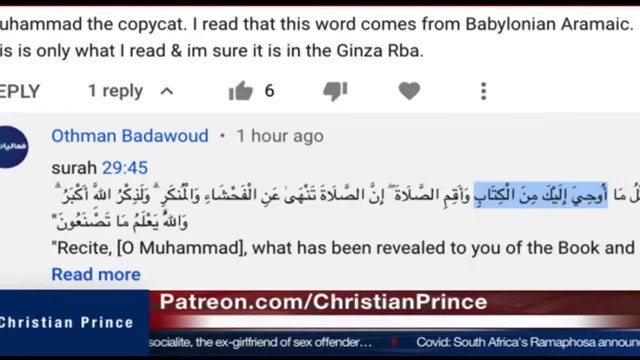 uhammad the copycat. I read that this word comes from Babylonian Aramaic.
is is only what I read & im sure it is in the Ginza Rba.
EPLY 1 reply 6
Othman Badawoud • 1 hour ago
surah 29:45
لُ مَا أُوحِيَ إِلَيْكَ مِنَ الْكِتَابِ وَأَقِمِ الصَّلَاةَ ۖ إِنَّ الصَّلَاةَ تَنْهَىٰ عَنِ الْفَحْشَاءِ وَالْمُنكَرِ ۗ وَلَذِكْرُ اللَّهِ أَكْبَرُ ۗ
وَاللَّهُ يَعْلَمُ مَا تَصْنَعُونَ"
"Recite, [O Muhammad], what has been revealed to you of the Book and
Read more
Patreon.com/ChristianPrince
Christian Prince
socialite, the ex-girlfriend of sex offender… Covid: South Africa's Ramaphosa announ